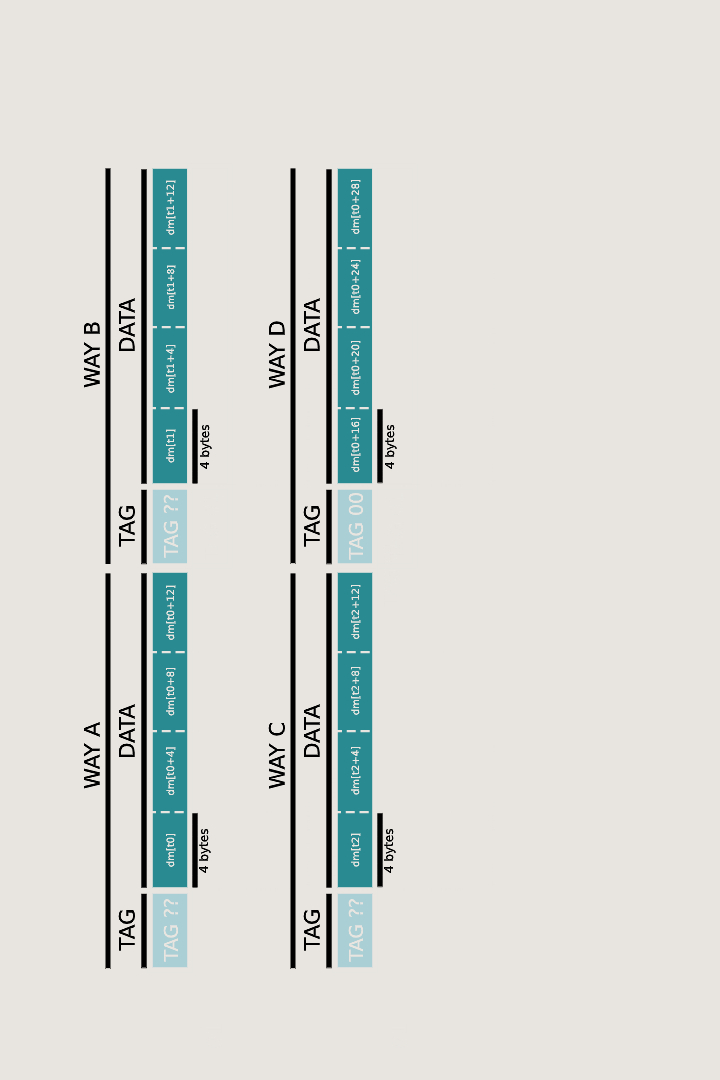 WAY A
WAY B
TAG
DATA
TAG
DATA
TAG ??
dm[t0]
dm[t0+4]
dm[t0+8]
dm[t0+12]
TAG ??
dm[t1]
dm[t1+4]
dm[t1+8]
dm[t1+12]
4 bytes
4 bytes
WAY C
WAY D
TAG
DATA
TAG
DATA
TAG ??
dm[t2]
dm[t2+4]
dm[t2+8]
dm[t2+12]
TAG 00
dm[t0+16]
dm[t0+20]
dm[t0+24]
dm[t0+28]
4 bytes
4 bytes